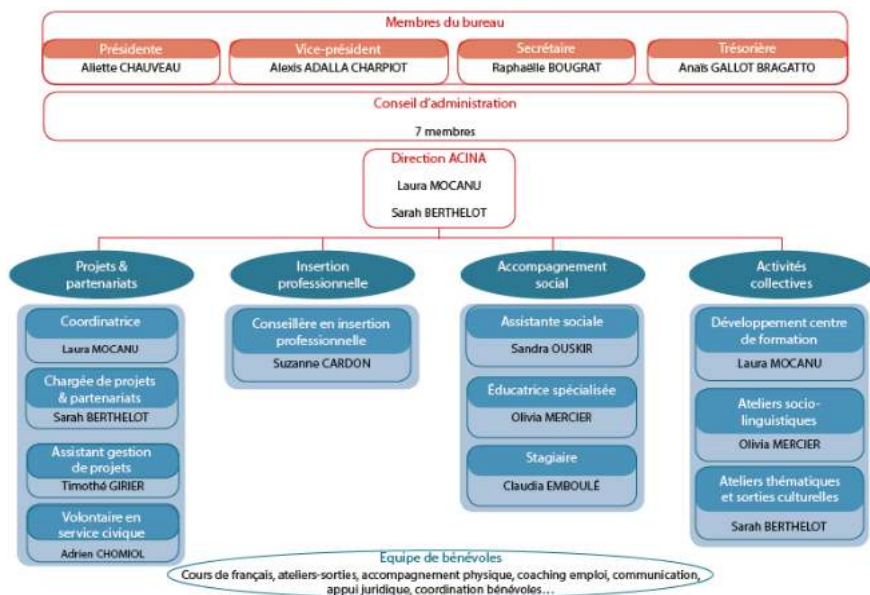 Membres du bureau
Présidente
Aliette CHAUVEAU
Vice-président
Alexis ADALLA CHARPIOT
Secrétaire
Raphaëlle BOUGRAT
Trésorière
Anaïs GALLOT BRAGATTO
Conseil d'administration
7 membres
Direction ACINA
Laura MOCANU
Sarah BERTHELOT
Projets &
partenariats
Coordinatrice
Laura MOCANU
Chargée de projets
& partenariats
Sarah BERTHELOT
Assistant gestion
de projets
Timothé GIRIER
Volontaire en
service civique
Adrien CHOMIOL
Insertion
professionnelle
Conseillère en insertion
professionnelle
Suzanne CARDON
Accompagnement
social
Assistante sociale
Sandra OUSKIR
Éducatrice spécialisée
Olivia MERCIER
Stagiaire
Claudia EMBOULÉ
Activités
collectives
Développement centre
de formation
Laura MOCANU
Ateliers socio-
linguistiques
Olivia MERCIER
Ateliers thématiques
et sorties culturelles
Sarah BERTHELOT
Equipe de bénévoles
Cours de français, ateliers-sorties, accompagnement physique, coaching emploi, communication,
appui juridique, coordination bénévoles...